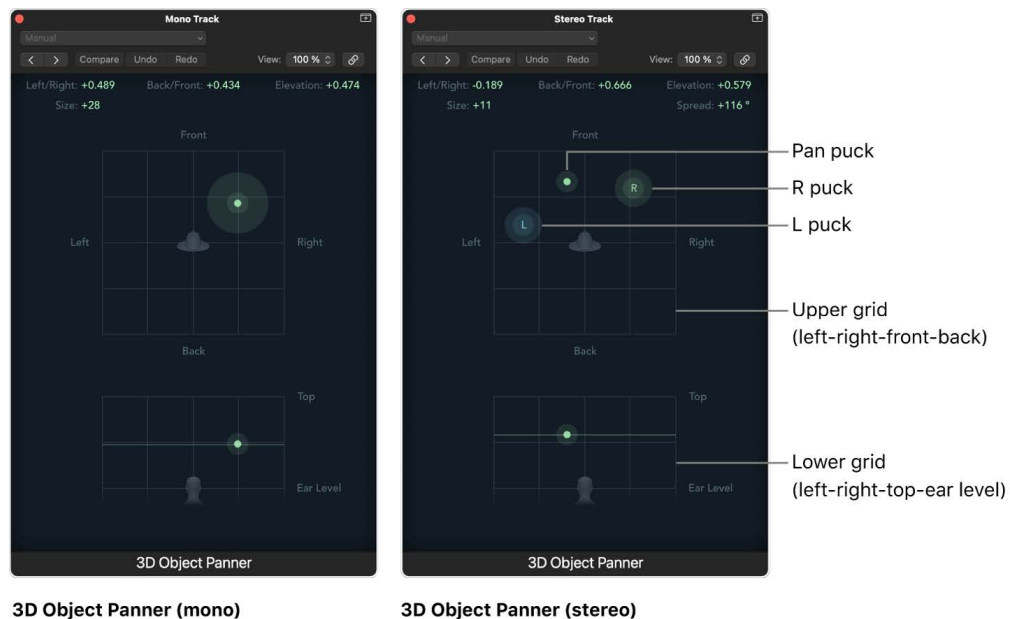 Mono Track
Manual
Compare Undo Redo View: 100 %
Left/Right: +0.489 Back/Front: +0.434 Elevation: +0.474
Size: +28
Front
Left
Right
Back
Top
Ear Level
3D Object Panner
3D Object Panner (mono)
Stereo Track
Manual
Compare Undo Redo View: 100 %
Left/Right: -0.189 Back/Front: +0.666 Elevation: +0.579
Size: +11 Spread: +116 °
Front
R
L
Left
Right
Back
Top
Ear Level
3D Object Panner
3D Object Panner (stereo)
Pan puck
R puck
L puck
Upper grid
(left-right-front-back)
Lower grid
(left-right-top-ear level)